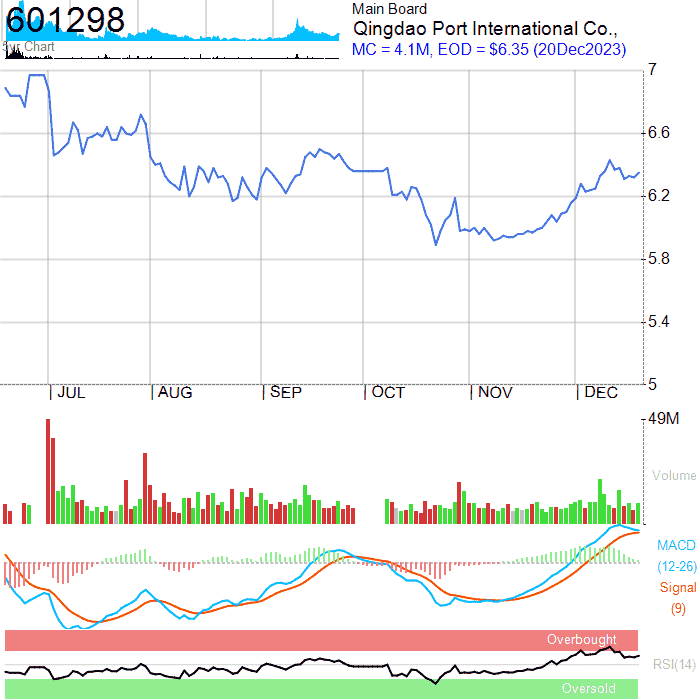 601298
5yr Chart
Main Board
Qingdao Port International Co.,
MC = 4.1M, EOD = $6.35 (20Dec2023)
7
6.6
6.2
5.8
5.4
5
JUL AUG SEP OCT NOV DEC
49M
Volume
MACD
(12-26)
Signal
(9)
Overbought
RSI(14)
Oversold